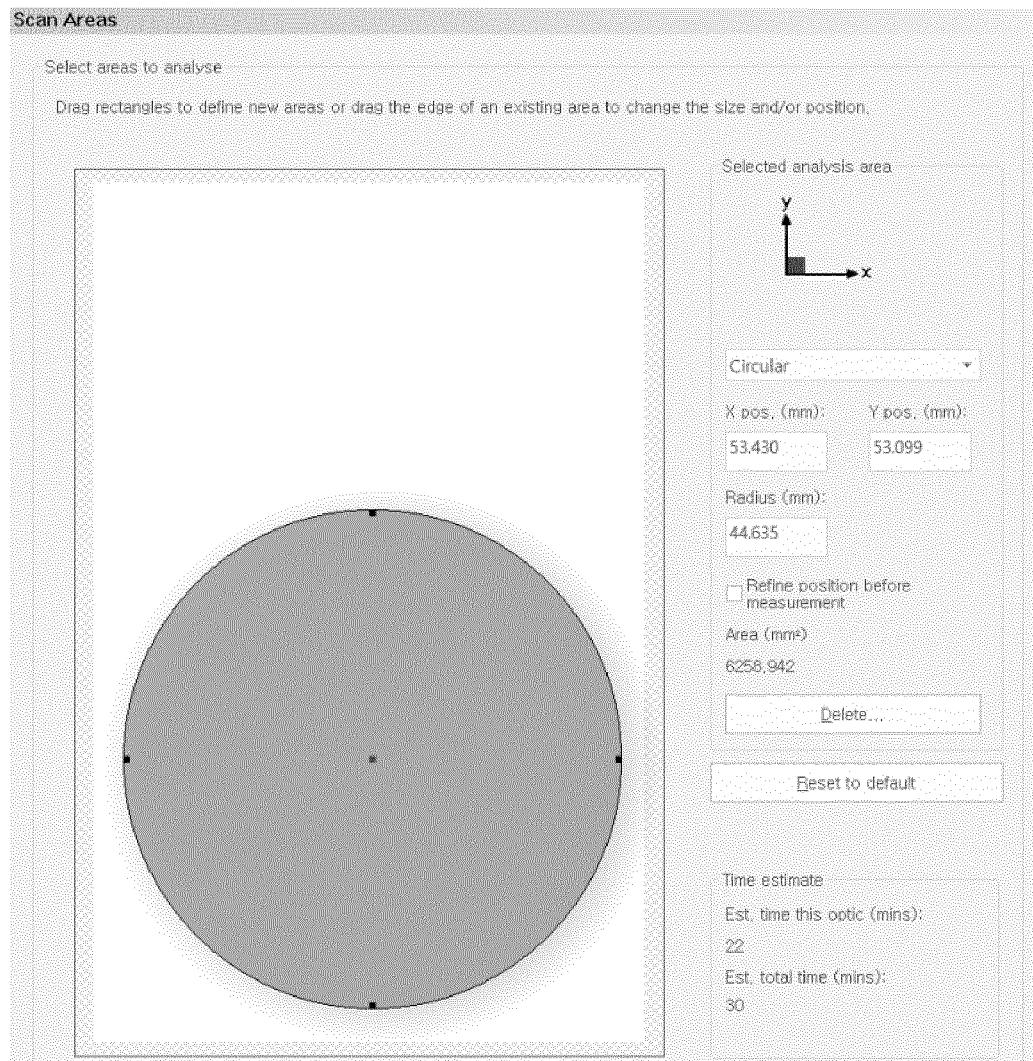 Scan Areas
Select areas to analyse
Drag rectangles to define new areas or drag the edge of an existing area to change the size and/or position.
Selected analysis area
y
x
Circular
X pos. (mm): Y pos. (mm):
53.430 53.099
Radius (mm):
44.635
Refine position before
measurement
Area (mm²)
6258.942
Delete...
Reset to default
Time estimate
Est. time this optic (mins):
22
Est. total time (mins):
30